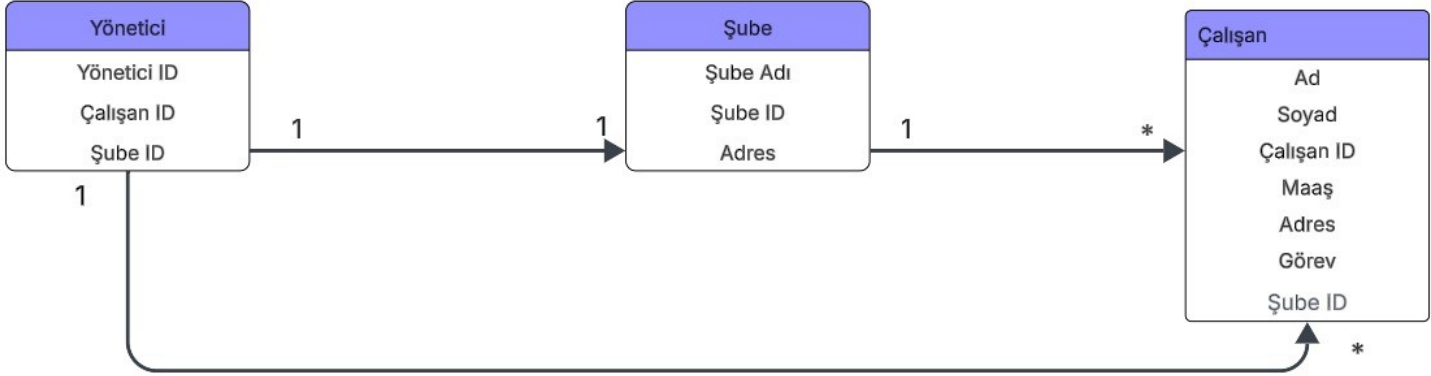 Yönetici
Yönetici ID
Çalışan ID
Şube ID
1
1
1
Şube
Şube Adı
Şube ID
Adres
1
*
Çalışan
Ad
Soyad
Çalışan ID
Maaş
Adres
Görev
Şube ID
*